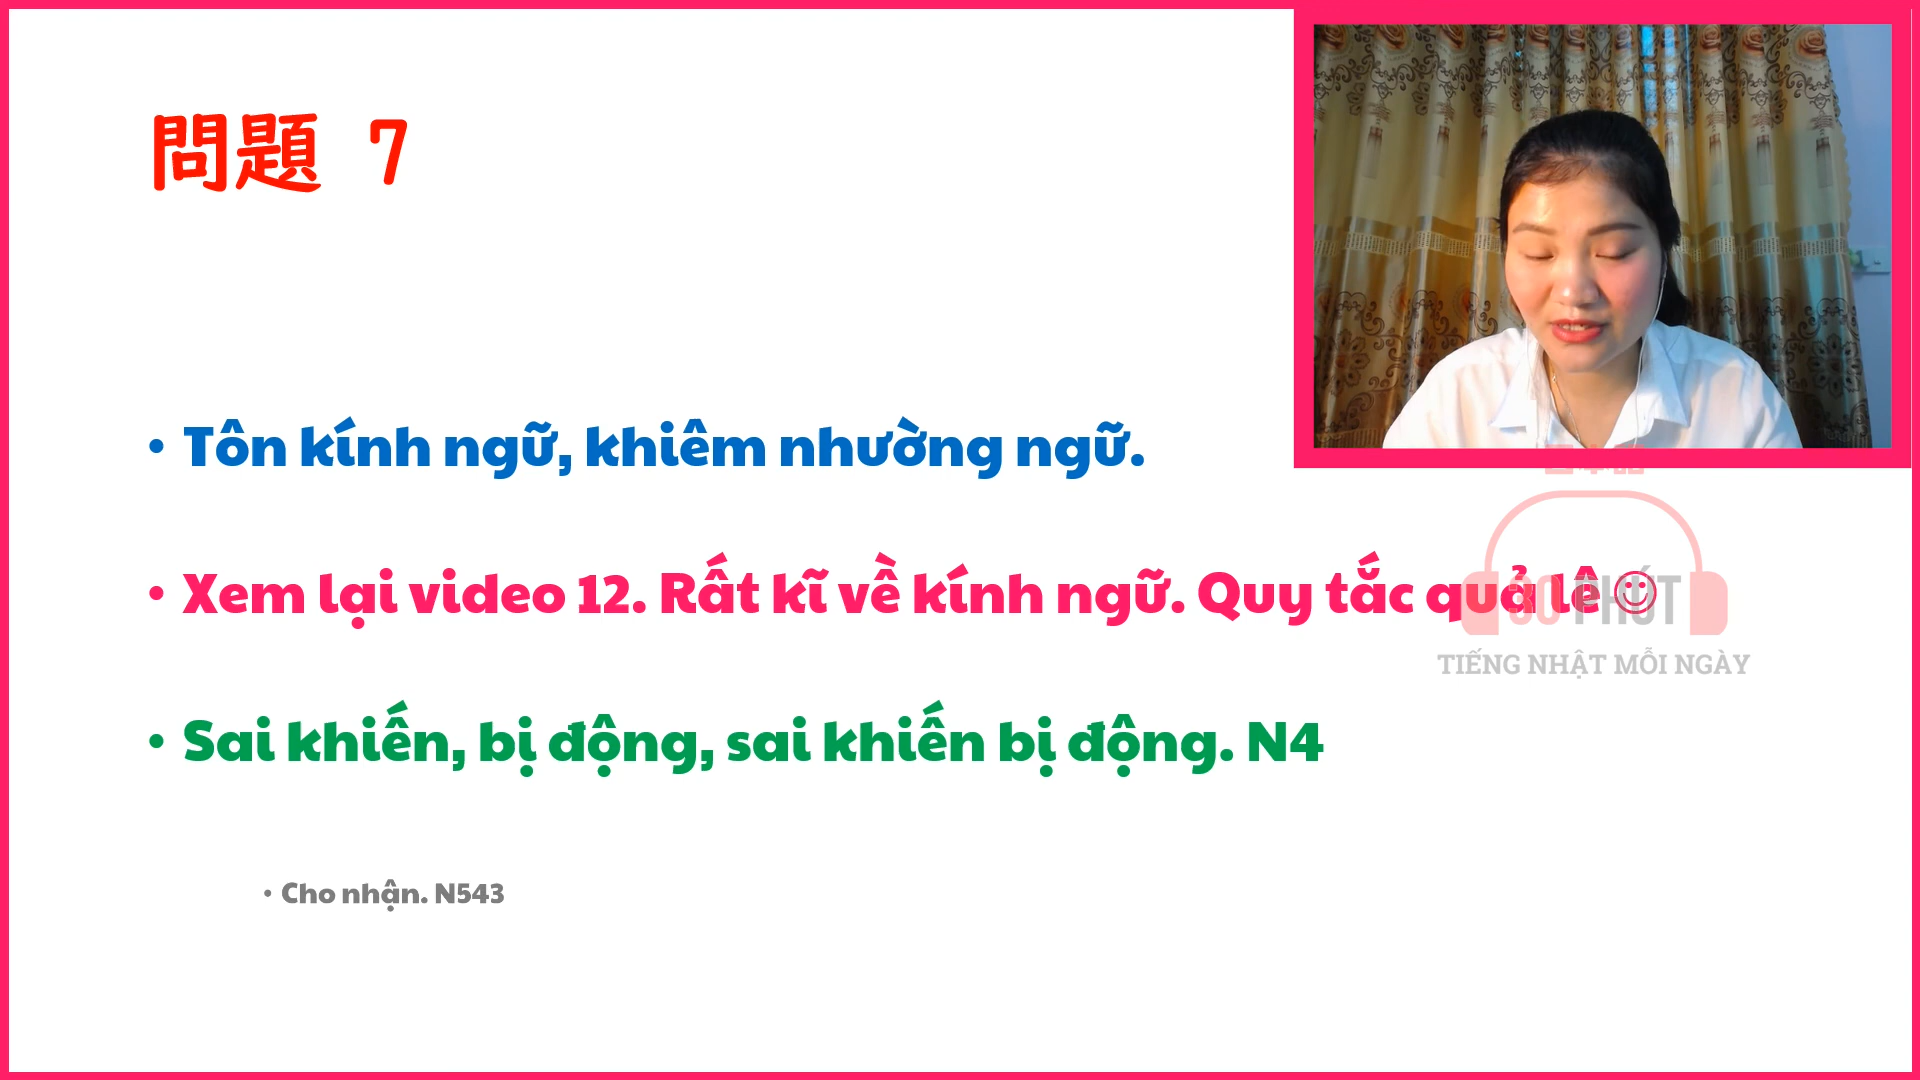 問題 7
• Tôn kính ngữ, khiêm nhường ngữ.
• Xem lại video 12. Rất kĩ về kính ngữ. Quy tắc quả lê ☺
• Sai khiến, bị động, sai khiến bị động. N4
• Cho nhận. N543
30 PHÚT
TIẾNG NHẬT MỖI NGÀY